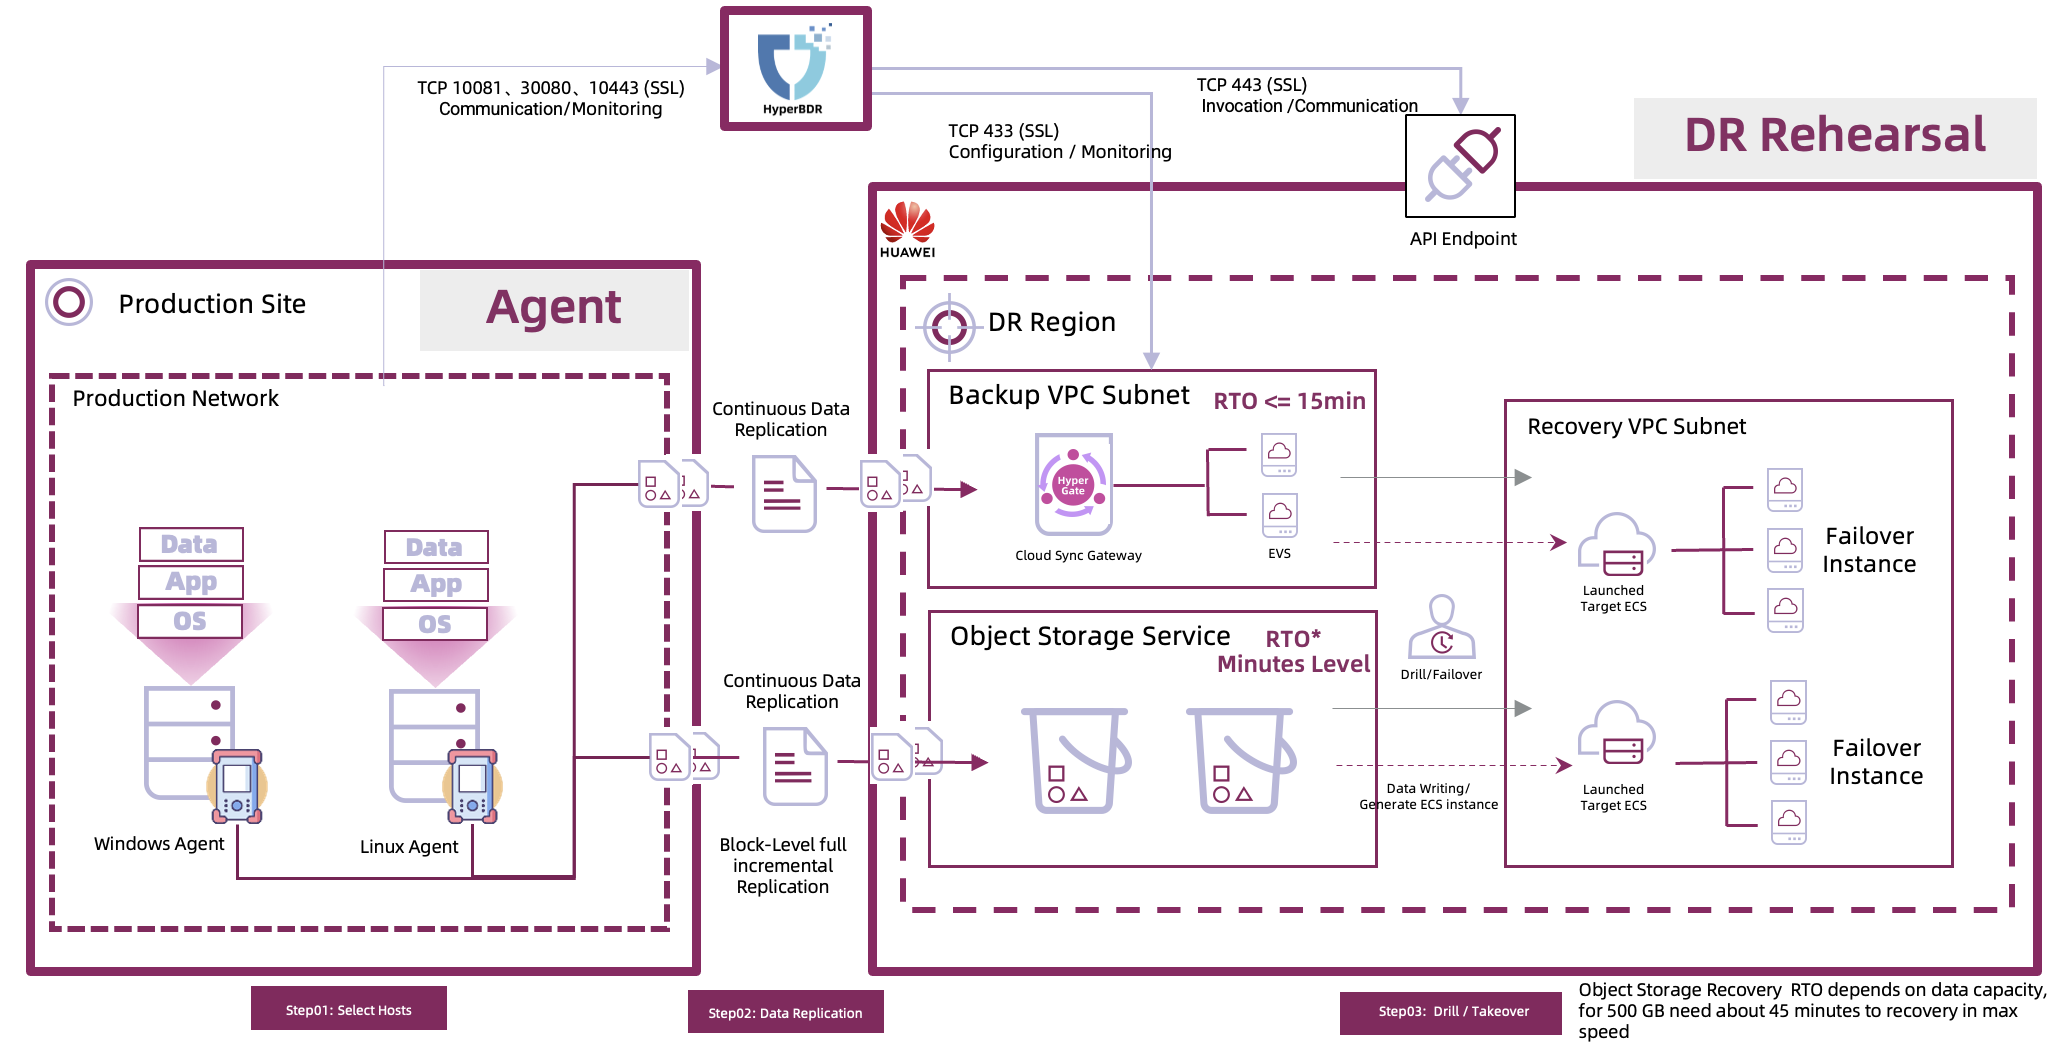 HyperBDR
TCP 10081、30080、10443 (SSL)
Communication/Monitoring
TCP 443 (SSL)
Invocation /Communication
TCP 433 (SSL)
Configuration / Monitoring
DR Rehearsal
API Endpoint
HUAWEI
Production Site
Agent
DR Region
Production Network
Continuous Data
Replication
Backup VPC Subnet
RTO <= 15min
Recovery VPC Subnet
Hyper
Gate
Cloud Sync Gateway
EVS
Data
App
OS
Data
App
OS
Launched
Target ECS
Failover
Instance
Continuous Data
Replication
Object Storage Service
RTO*
Minutes Level
Drill/Failover
Data Writing/
Generate ECS instance
Launched
Target ECS
Failover
Instance
Windows Agent
Linux Agent
Block-Level full
incremental
Replication
Step01: Select Hosts
Step02: Data Replication
Step03: Drill / Takeover
Object Storage Recovery RTO depends on data capacity,
for 500 GB need about 45 minutes to recovery in max
speed